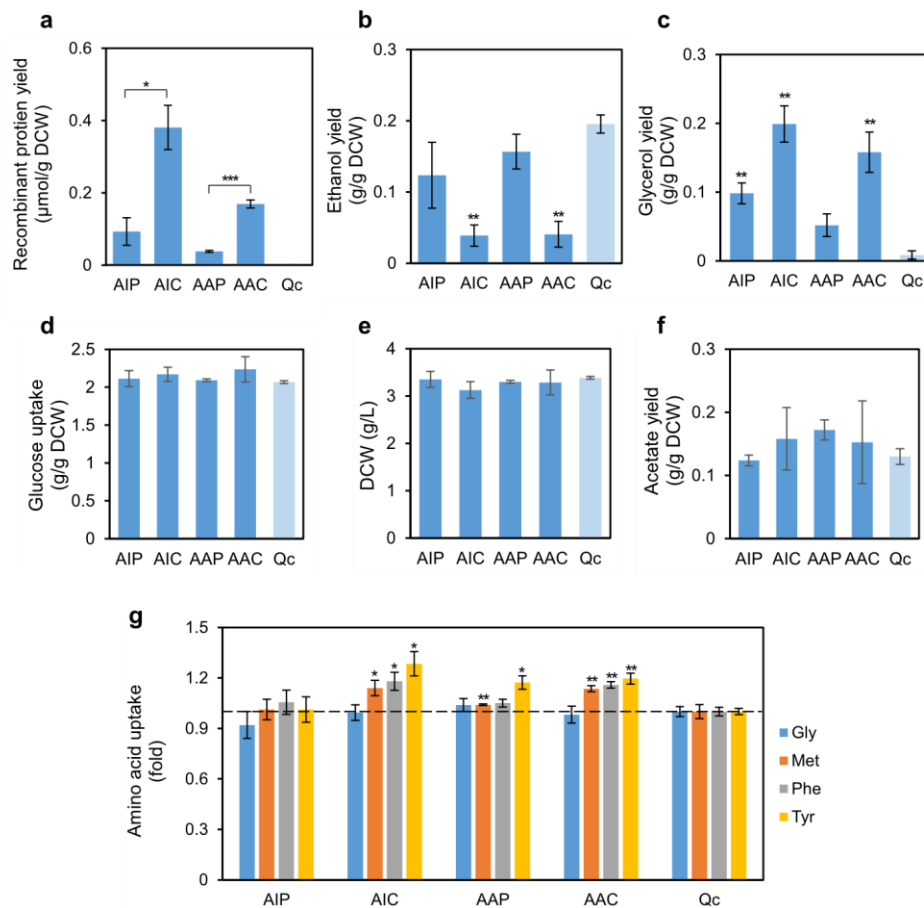 a
Recombinant protien yield
(µmol/g DCW)
0.6
0.4
0.2
0
*
***
AIP AIC AAP AAC Qc
b
Ethanol yield
(g/g DCW)
0.3
0.2
0.1
0
**
**
AIP AIC AAP AAC Qc
c
Glycerol yield
(g/g DCW)
0.3
0.2
0.1
0
**
**
**
AIP AIC AAP AAC Qc
d
Glucose uptake
(g/g DCW)
2.5
2
1.5
1
0.5
0
AIP AIC AAP AAC Qc
e
DCW (g/L)
4
3
2
1
0
AIP AIC AAP AAC Qc
f
Acetate yield
(g/g DCW)
0.3
0.2
0.1
0
AIP AIC AAP AAC Qc
g
Amino acid uptake
(fold)
1.5
1.2
0.9
0.6
0.3
0
* * *
** *
** ** **
AIP AIC AAP AAC Qc
Gly
Met
Phe
Tyr